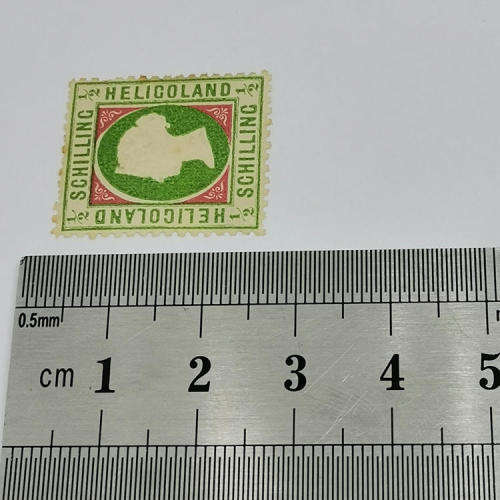 ½ HELIGOLAND ½
SCHILLING
SCHILLING
½ HELIGOLAND ½
0.5mm
cm 1 2 3 4 5